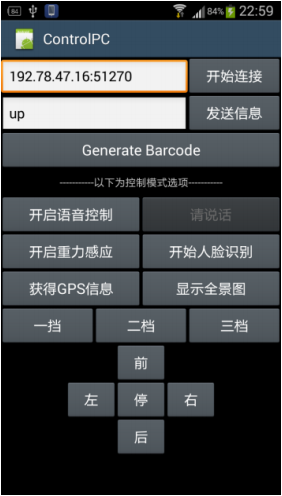 84 84% 22:59
ControlPC
192.78.47.16:51270 开始连接
up 发送信息
Generate Barcode
-----------以下为控制模式选项-----------
开启语音控制 请说话
开启重力感应 开始人脸识别
获得GPS信息 显示全景图
一挡 二档 三档
前
左 停 右
后